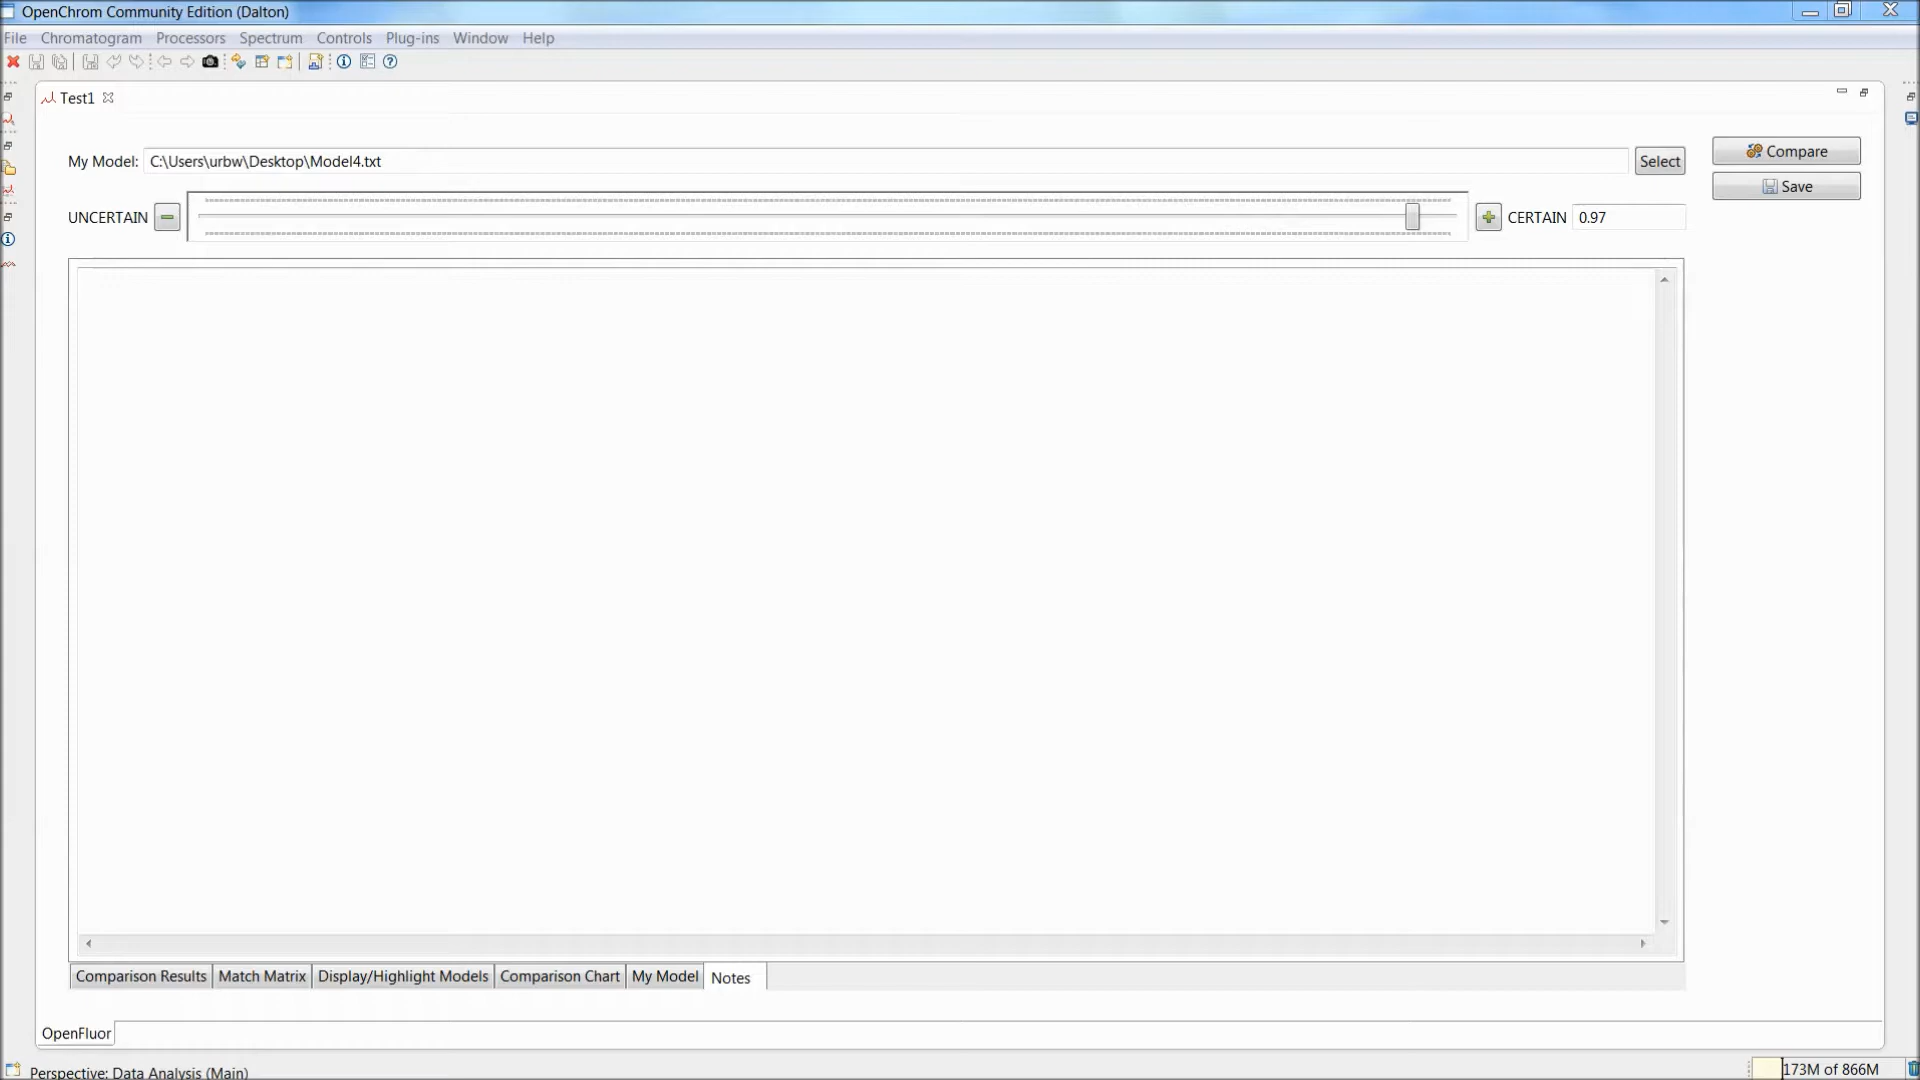 OpenChrom Community Edition (Dalton)
File Chromatogram Processors Spectrum Controls Plug-ins Window Help
Test1
My Model: C:\Users\urbw\Desktop\Model4.txt Select
Compare
Save
UNCERTAIN CERTAIN 0.97
Comparison Results Match Matrix Display/Highlight Models Comparison Chart My Model Notes
OpenFluor
Perspective: Data Analysis (Main) 173M of 866M